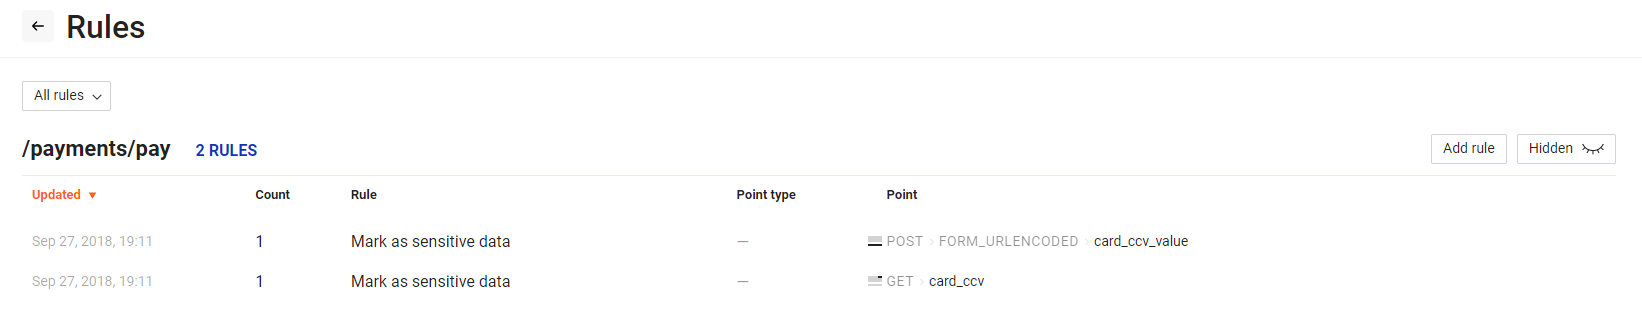 Rules
All rules
/payments/pay 2 RULES Add rule Hidden
Updated Count Rule Point type Point
Sep 27, 2018, 19:11 1 Mark as sensitive data — POST › FORM_URLENCODED › card_ccv_value
Sep 27, 2018, 19:11 1 Mark as sensitive data — GET › card_ccv